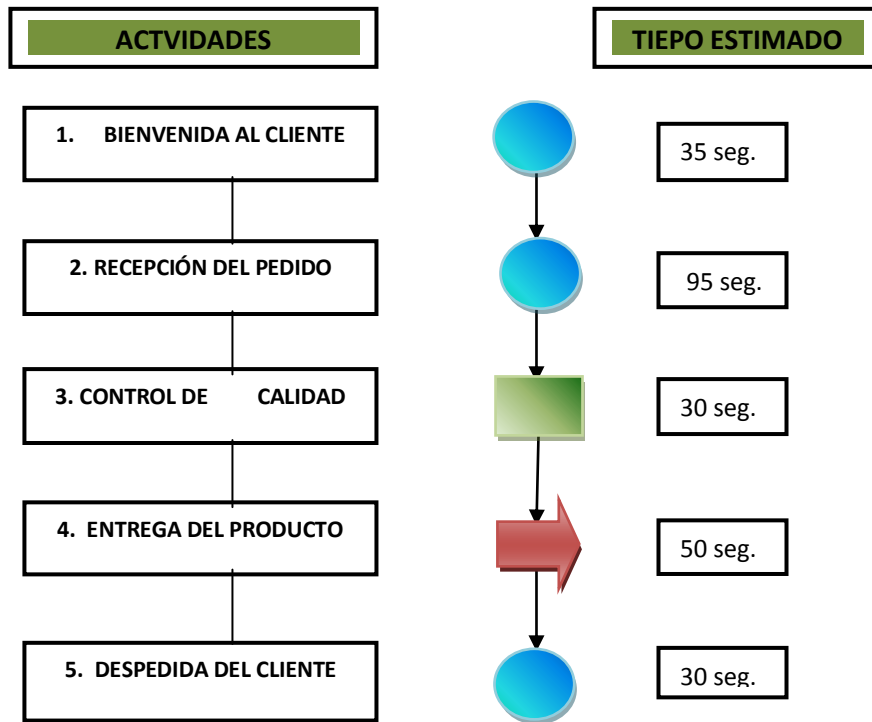 ACTVIDADES
TIEPO ESTIMADO
1. BIENVENIDA AL CLIENTE
35 seg.
2. RECEPCIÓN DEL PEDIDO
95 seg.
3. CONTROL DE CALIDAD
30 seg.
4. ENTREGA DEL PRODUCTO
50 seg.
5. DESPEDIDA DEL CLIENTE
30 seg.